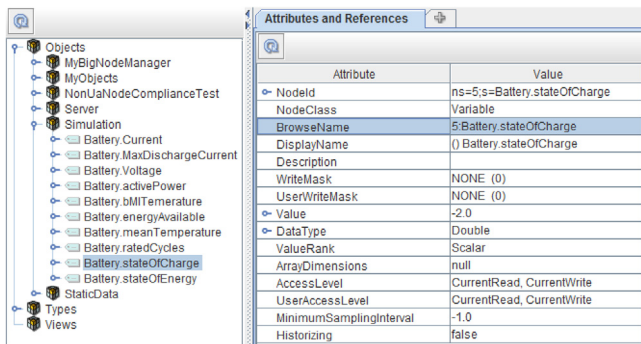 Objects
MyBigNodeManager
MyObjects
NonUaNodeComplianceTest
Server
Simulation
Battery.Current
Battery.MaxDischargeCurrent
Battery.Voltage
Battery.activePower
Battery.bMITemerature
Battery.energyAvailable
Battery.meanTemperature
Battery.ratedCycles
Battery.stateOfCharge
Battery.stateOfEnergy
StaticData
Types
Views
Attributes and References
Attribute Value
NodeId ns=5;s=Battery.stateOfCharge
NodeClass Variable
BrowseName 5:Battery.stateOfCharge
DisplayName () Battery.stateOfCharge
Description
WriteMask NONE (0)
UserWriteMask NONE (0)
Value -2.0
DataType Double
ValueRank Scalar
ArrayDimensions null
AccessLevel CurrentRead, CurrentWrite
UserAccessLevel CurrentRead, CurrentWrite
MinimumSamplingInterval -1.0
Historizing false